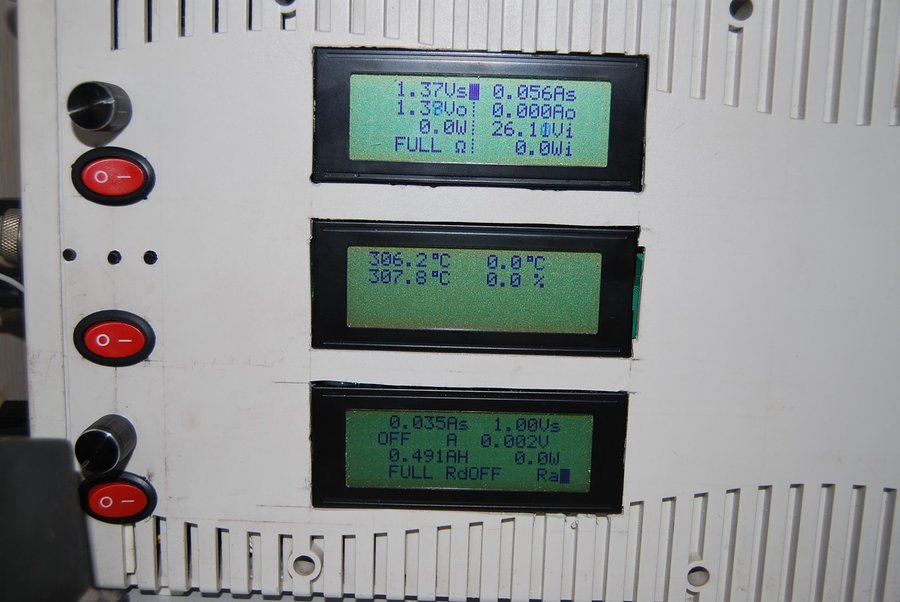 1.37Vs 0.056As
1.38Vo 0.000Ao
0.0W 26.11Vi
FULL Ω 0.0Wi
O I
306.2°C 0.0°C
307.8°C 0.0 %
O I
0.035As 1.00Vs
OFF A 0.002V
0.491AH 0.0W
FULL RdOFF Ra
O I